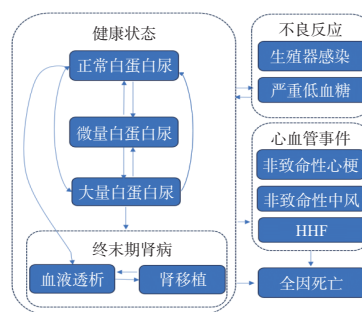 健康状态
正常白蛋白尿
微量白蛋白尿
大量白蛋白尿
终末期肾病
血液透析
肾移植
不良反应
生殖器感染
严重低血糖
心血管事件
非致命性心梗
非致命性中风
HHF
全因死亡